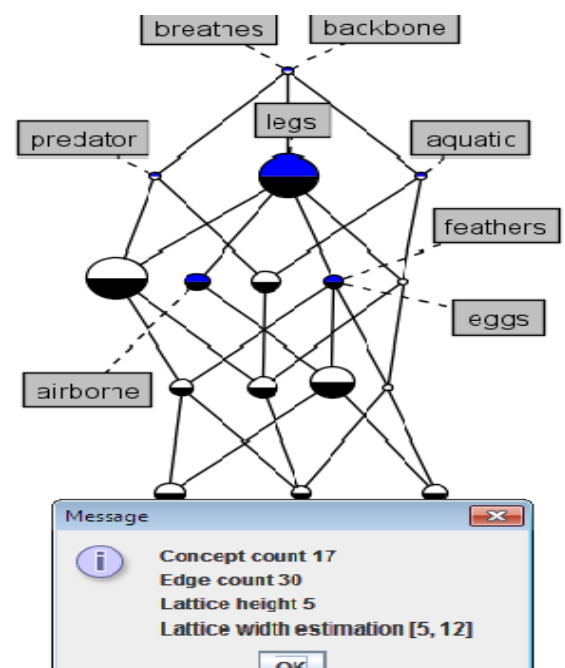 breathes
backbone
legs
predator
aquatic
feathers
eggs
airborne
Message
Concept count 17
Edge count 30
Lattice height 5
Lattice width estimation [5, 12]
OK